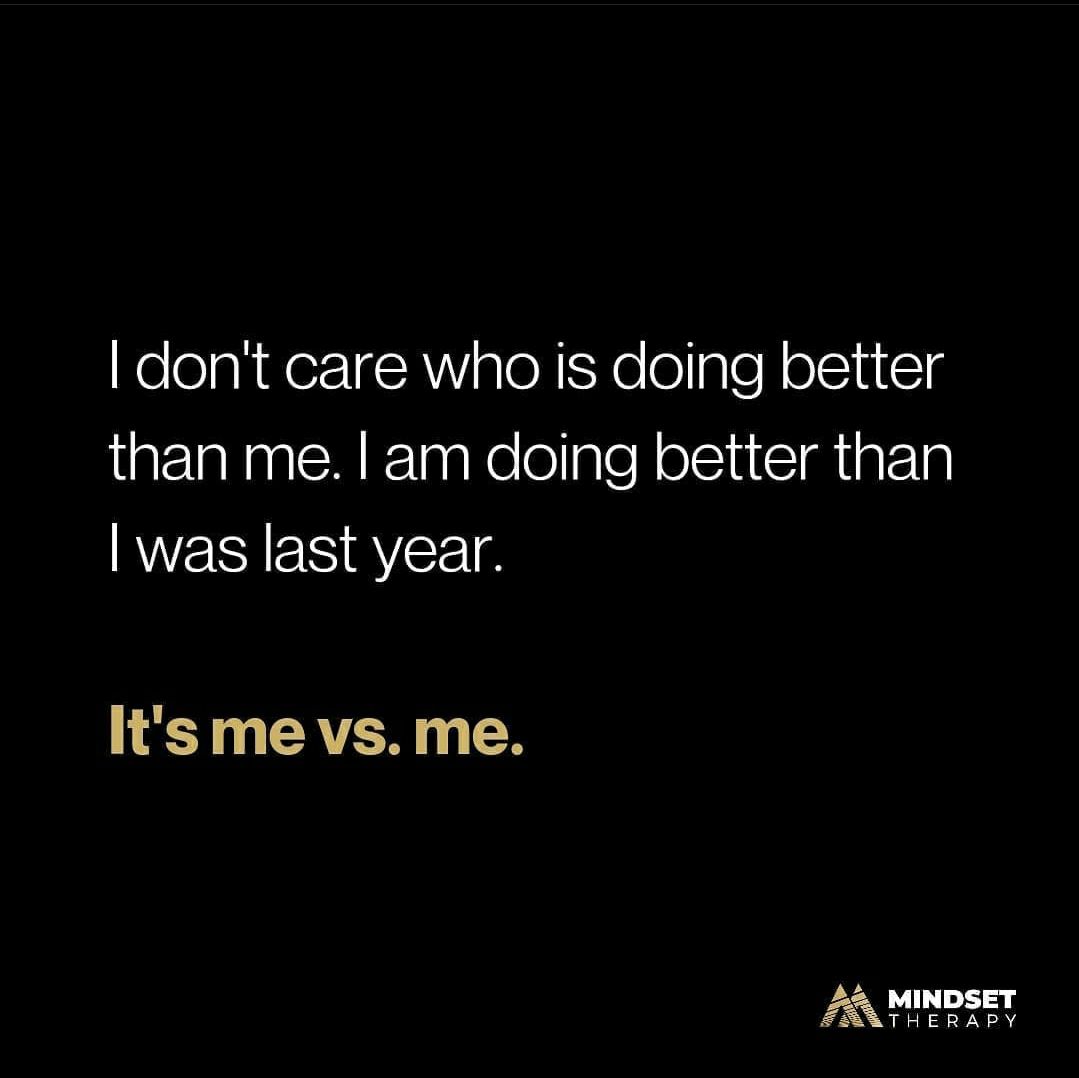 I don't care who is doing better
than me. I am doing better than
I was last year.
It's me vs. me.
MINDSET
THERAPY